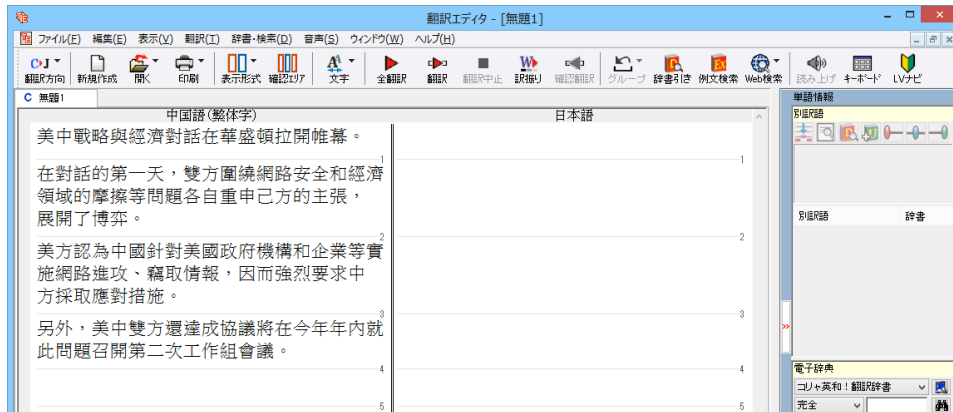 翻訳エディタ - [無題1]
ファイル(F) 編集(E) 表示(V) 翻訳(T) 辞書・検索(D) 音声(S) ウィンドウ(W) ヘルプ(H)
翻訳方向 新規作成 開く 印刷 表示形式 確認エリア 文字 全翻訳 翻訳 翻訳中止 訳振り 確認翻訳 グループ 辞書引き 例文検索 Web検索 読み上げ キーボード LVナビ
C 無題1
単語情報
中国語(繁体字) 日本語
別訳語
美中戰略與經濟對話在華盛頓拉開帷幕。
1 1
在對話的第一天，雙方圍繞網路安全和經濟
領域的摩擦等問題各自重申己方的主張，
展開了博弈。
別訳語 辞書
2 2
美方認為中國針對美國政府機構和企業等實
施網路進攻、竊取情報，因而強烈要求中
方採取應對措施。
3 3
另外，美中雙方還達成協議將在今年年內就
此問題召開第二次工作組會議。
4 4
電子辞典
コリャ英和！翻訳辞書
5 5
完全